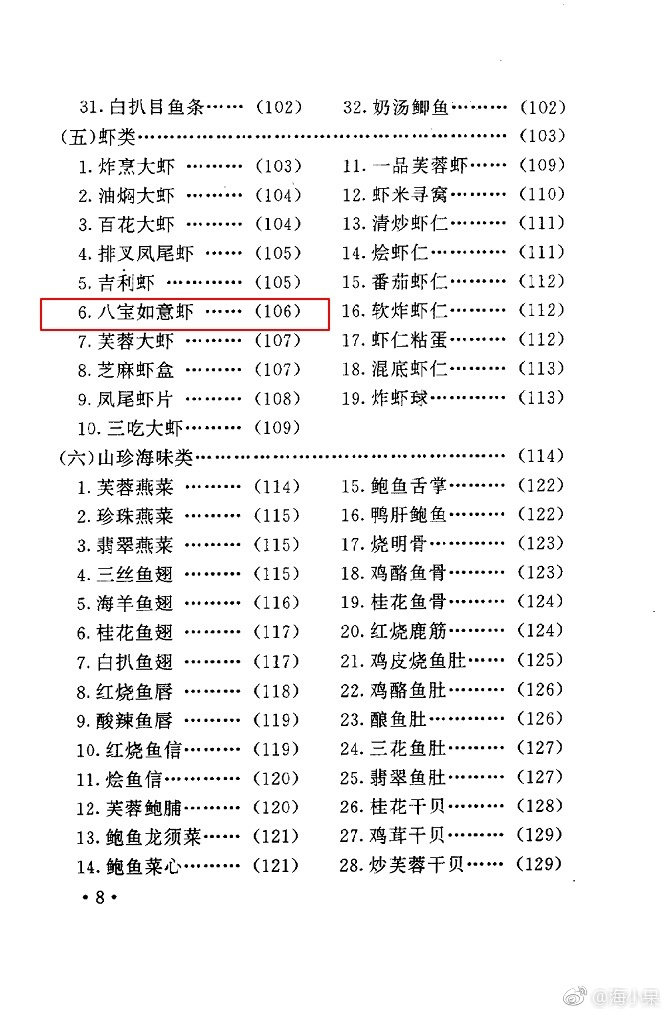 31.白扒目鱼条……（102）
32.奶汤鲫鱼………（102）
（五）虾类…………………………………………（103）
1.炸烹大虾………（103）
2.油焖大虾………（104）
3.百花大虾………（104）
4.排叉凤尾虾……（105）
5.吉利虾…………（105）
6.八宝如意虾……（106）
7.芙蓉大虾………（107）
8.芝麻虾盒………（107）
9.凤尾虾片………（108）
10.三吃大虾………（109）
11.一品芙蓉虾……（109）
12.虾米寻窝………（110）
13.清炒虾仁………（111）
14.烩虾仁…………（111）
15.番茄虾仁………（112）
16.软炸虾仁………（112）
17.虾仁粘蛋………（112）
18.混底虾仁………（113）
19.炸虾球…………（113）
（六）山珍海味类…………………………………（114）
1.芙蓉燕菜………（114）
2.珍珠燕菜………（115）
3.翡翠燕菜………（115）
4.三丝鱼翅………（115）
5.海羊鱼翅………（116）
6.桂花鱼翅………（117）
7.白扒鱼翅………（117）
8.红烧鱼唇………（118）
9.酸辣鱼唇………（119）
10.红烧鱼信………（119）
11.烩鱼信…………（120）
12.芙蓉鲍脯………（120）
13.鲍鱼龙须菜……（121）
14.鲍鱼菜心………（121）
15.鲍鱼舌掌………（122）
16.鸭肝鲍鱼………（122）
17.烧明骨…………（123）
18.鸡酪鱼骨………（123）
19.桂花鱼骨………（124）
20.红烧鹿筋………（124）
21.鸡皮烧鱼肚……（125）
22.鸡酪鱼肚………（126）
23.酿鱼肚…………（126）
24.三花鱼肚………（127）
25.翡翠鱼肚………（127）
26.桂花干贝………（128）
27.鸡茸干贝………（129）
28.炒芙蓉干贝……（129）
·8·
@海小呆